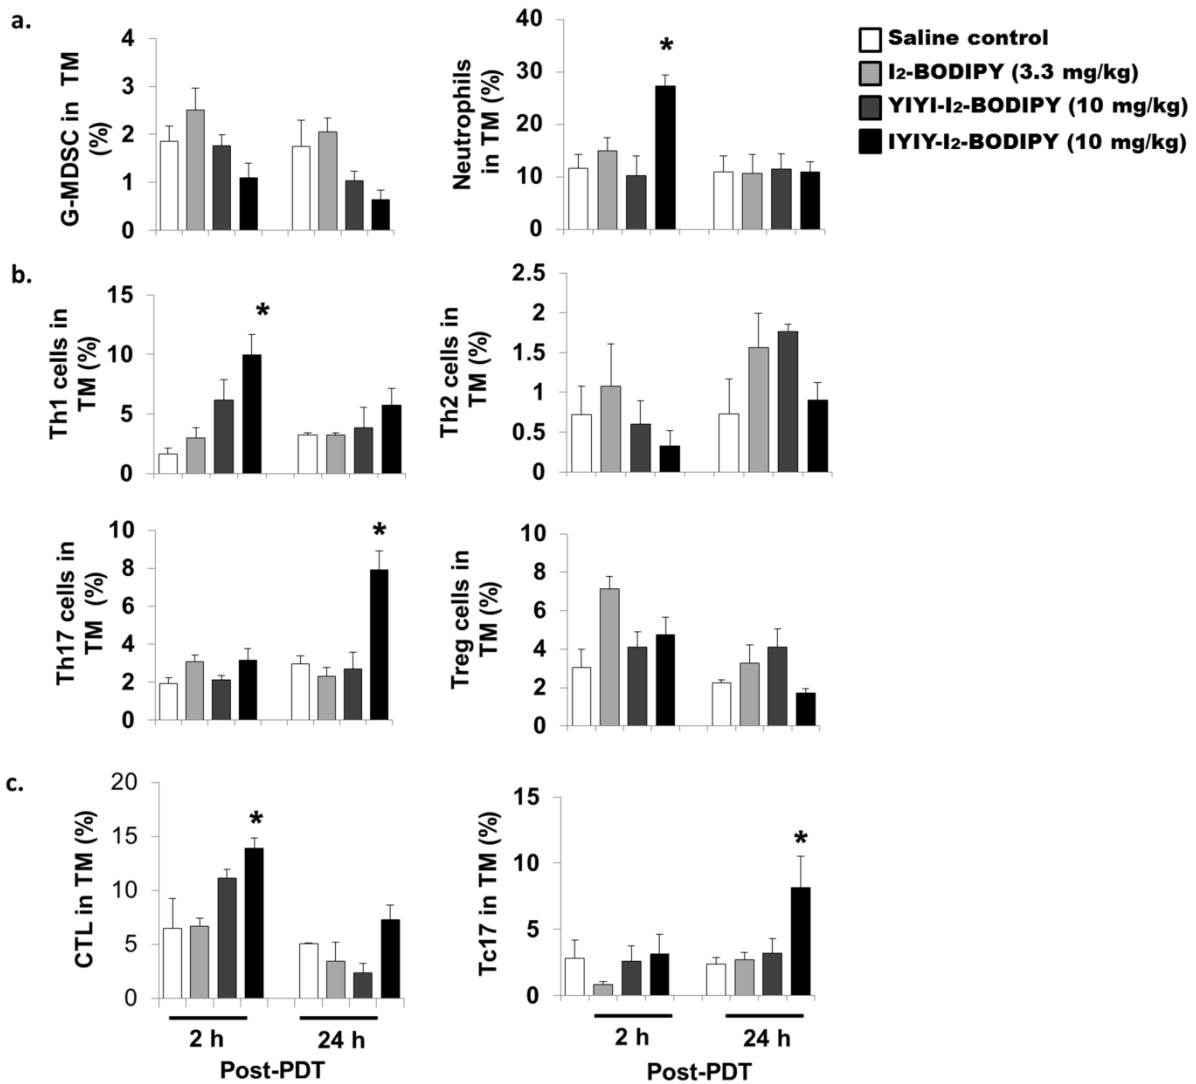 a.
G-MDSC in TM
(%)
4
3
2
1
0
Neutrophils
in TM (%)
40
30
20
10
0
*
Saline control
I2-BODIPY (3.3 mg/kg)
YIYI-I2-BODIPY (10 mg/kg)
IYIY-I2-BODIPY (10 mg/kg)
b.
Th1 cells in
TM (%)
15
10
5
0
*
Th2 cells in
TM (%)
2.5
2
1.5
1
0.5
0
Th17 cells in
TM (%)
10
8
6
4
2
0
*
Treg cells in
TM (%)
10
8
6
4
2
0
c.
CTL in TM (%)
20
15
10
5
0
*
2 h
24 h
Post-PDT
Tc17 in TM (%)
15
10
5
0
*
2 h
24 h
Post-PDT